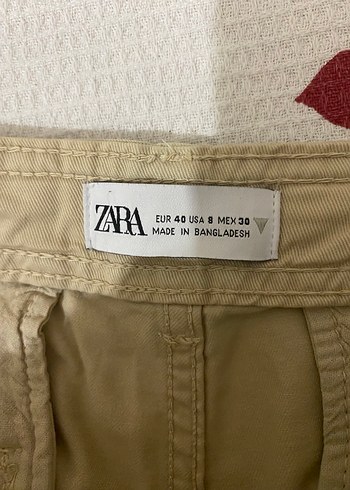 ZARA
EUR 40 USA 8 MEX 30
MADE IN BANGLADESH